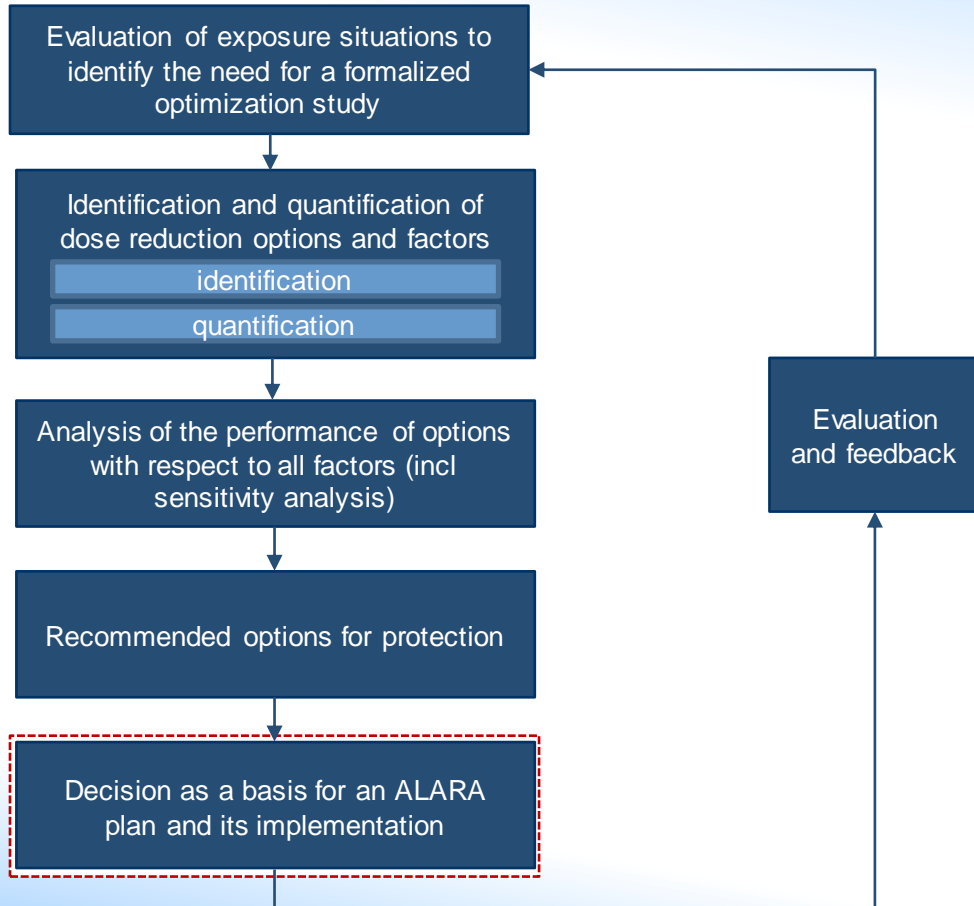 Evaluation of exposure situations to
identify the need for a formalized
optimization study
Identification and quantification of
dose reduction options and factors
identification
quantification
Analysis of the performance of options
with respect to all factors (incl
sensitivity analysis)
Evaluation
and feedback
Recommended options for protection
Decision as a basis for an ALARA
plan and its implementation